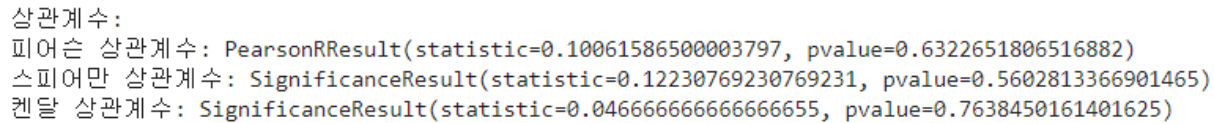 상관계수:
피어슨 상관계수: PearsonRResult(statistic=0.10061586500003797, pvalue=0.6322651806516882)
스피어만 상관계수: SignificanceResult(statistic=0.12230769230769231, pvalue=0.5602813366901465)
켄달 상관계수: SignificanceResult(statistic=0.046666666666666655, pvalue=0.7638450161401625)